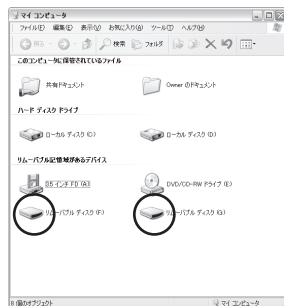 マイ コンピュータ
ファイル(F) 編集(E) 表示(V) お気に入り(A) ツール(T) ヘルプ(H)
戻る 検索 フォルダ
このコンピュータに保管されているファイル
共有ドキュメント Owner のドキュメント
ハード ディスク ドライブ
ローカル ディスク (C:) ローカル ディスク (D:)
リムーバブル記憶域があるデバイス
3.5 インチ FD (A:) DVD/CD-RW ドライブ (E:)
リムーバブル ディスク (F:) リムーバブル ディスク (G:)
8 個のオブジェクト マイ コンピュータ